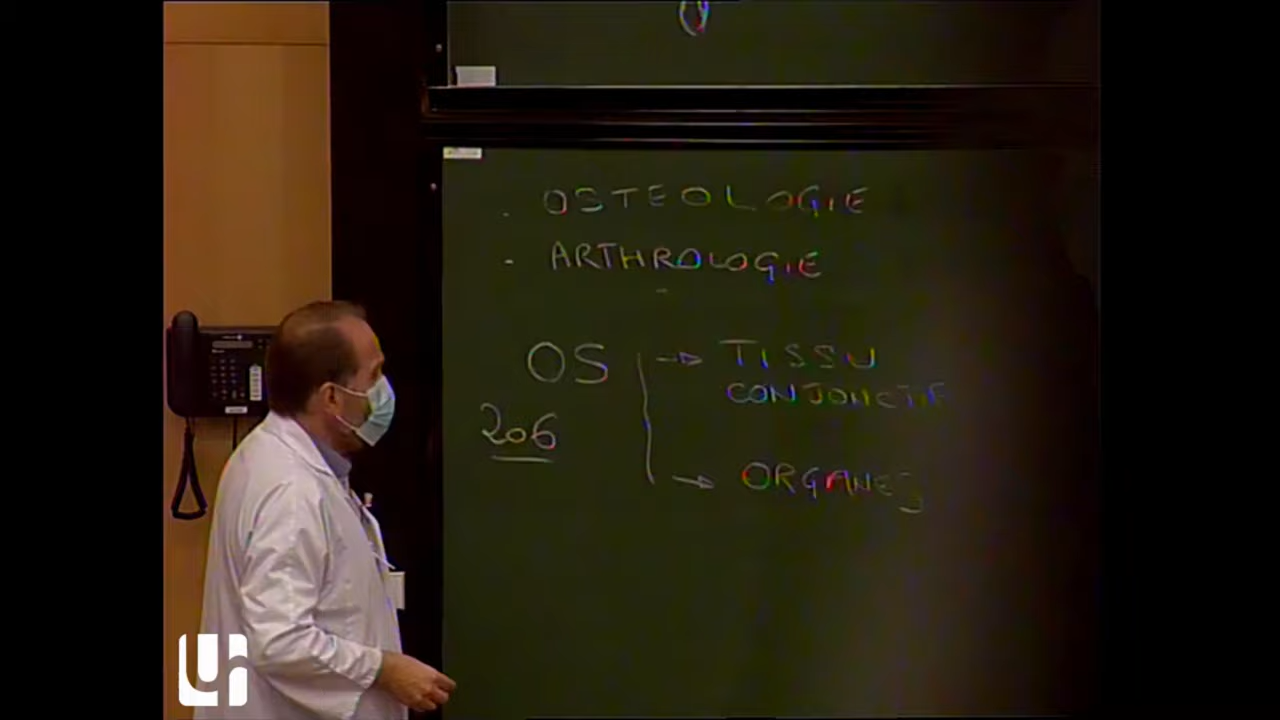 . OSTEOLOGIE
- ARTHROLOGIE
OS → TISSU
CONJONCTIF
206
→ ORGANES